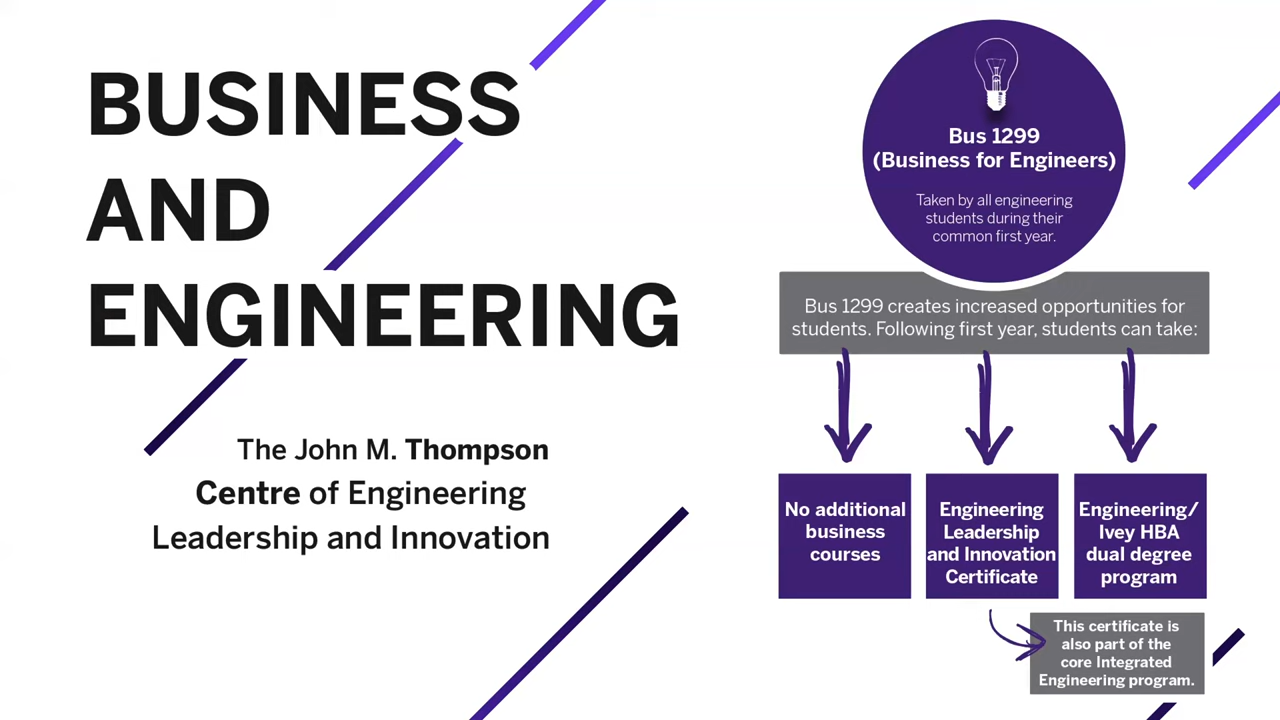 BUSINESS
AND
ENGINEERING
The John M. Thompson
Centre of Engineering
Leadership and Innovation
Bus 1299
(Business for Engineers)
Taken by all engineering
students during their
common first year.
Bus 1299 creates increased opportunities for
students. Following first year, students can take:
No additional
business
courses
Engineering
Leadership
and Innovation
Certificate
Engineering/
Ivey HBA
dual degree
program
This certificate is
also part of the
core Integrated
Engineering program.